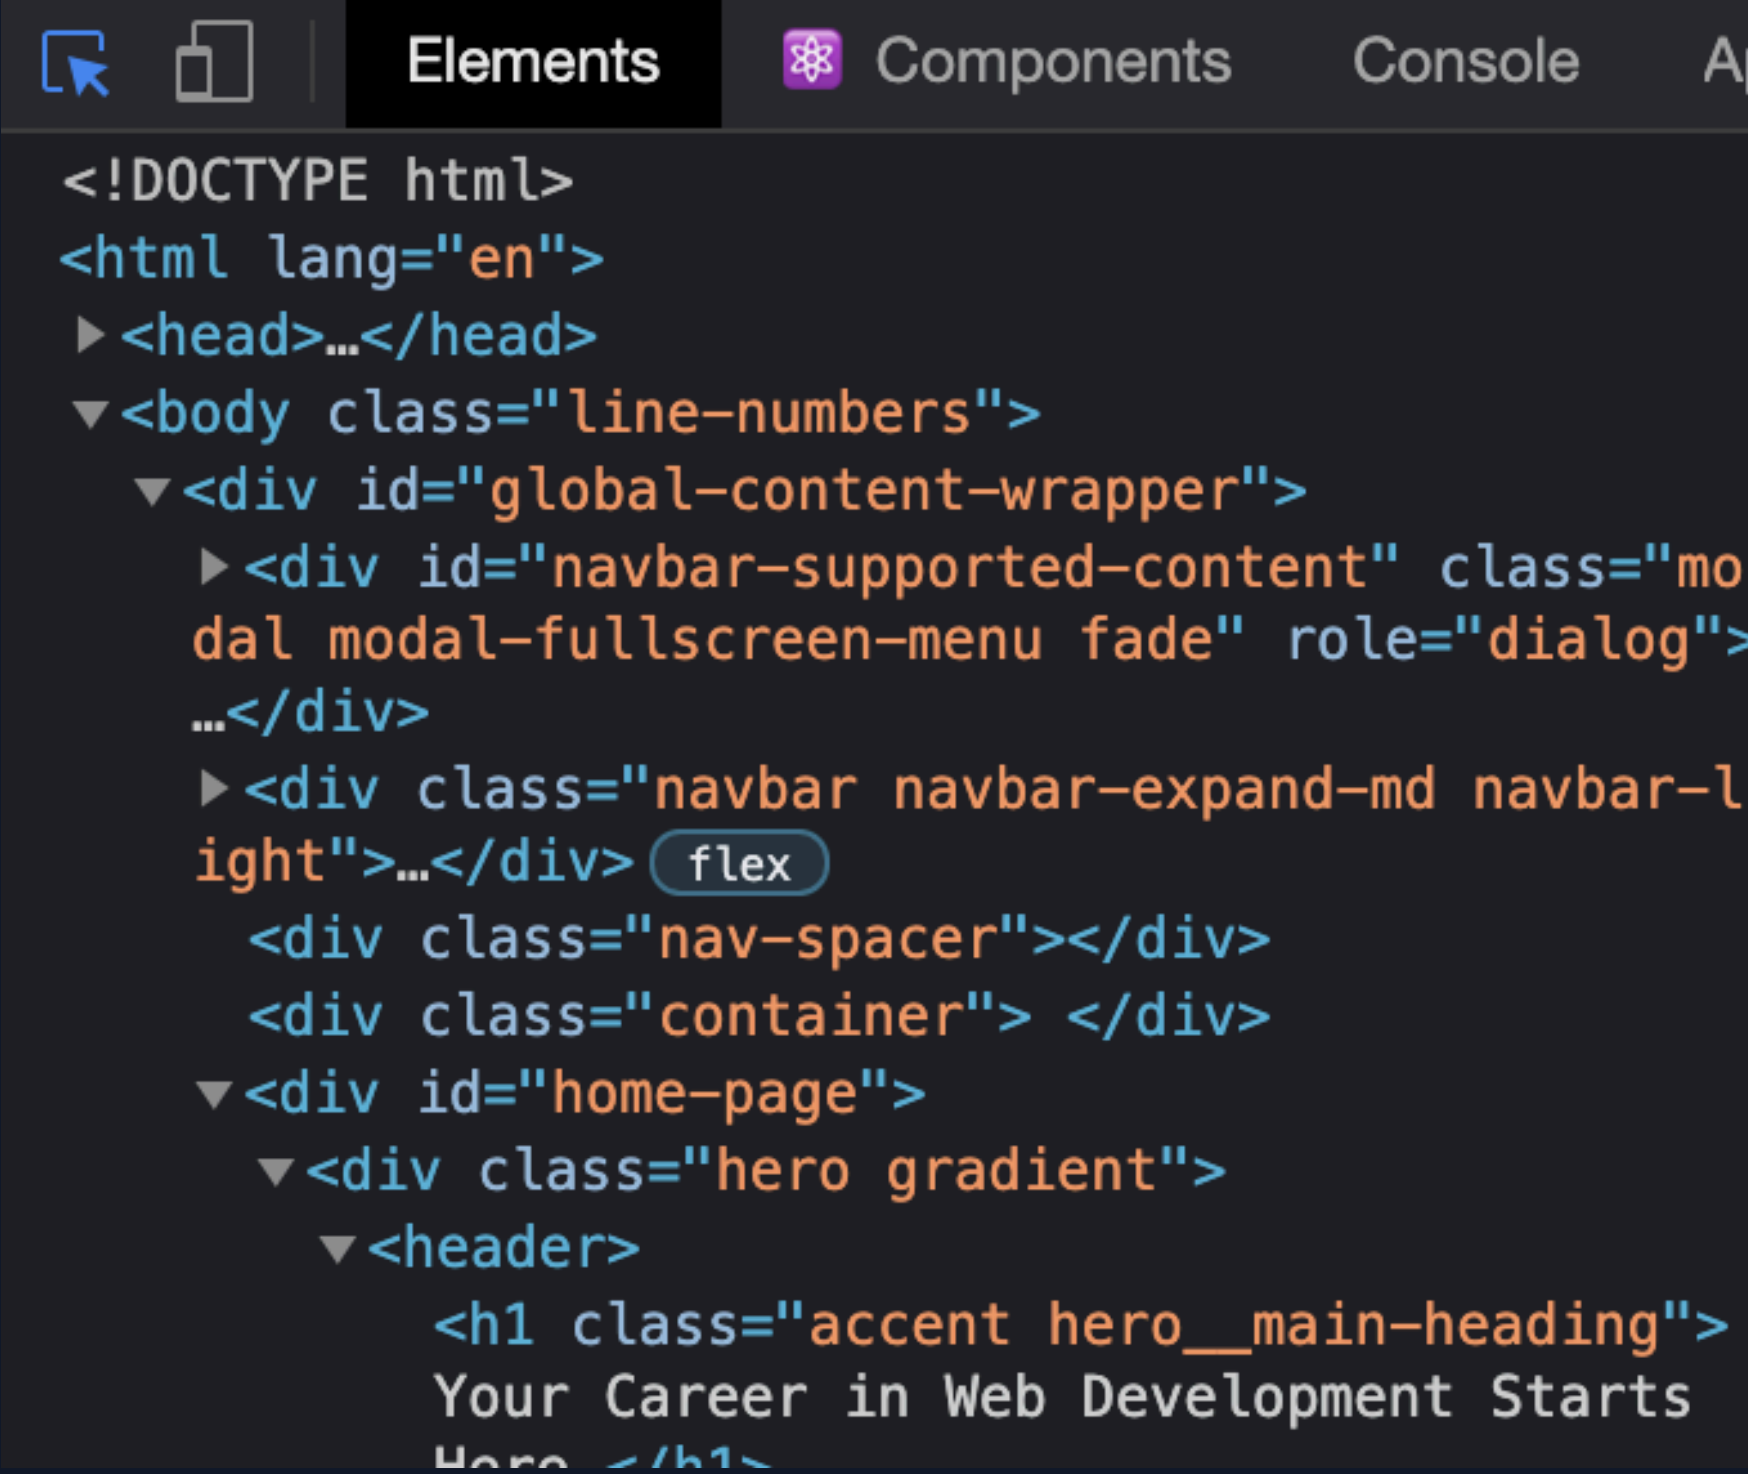 Elements Components Console Ap
<!DOCTYPE html>
<html lang="en">
<head>…</head>
<body class="line-numbers">
<div id="global-content-wrapper">
<div id="navbar-supported-content" class="mo
dal modal-fullscreen-menu fade" role="dialog">
…</div>
<div class="navbar navbar-expand-md navbar-l
ight">…</div> flex
<div class="nav-spacer"></div>
<div class="container"> </div>
<div id="home-page">
<div class="hero gradient">
<header>
<h1 class="accent hero__main-heading">
Your Career in Web Development Starts
Here </h1>